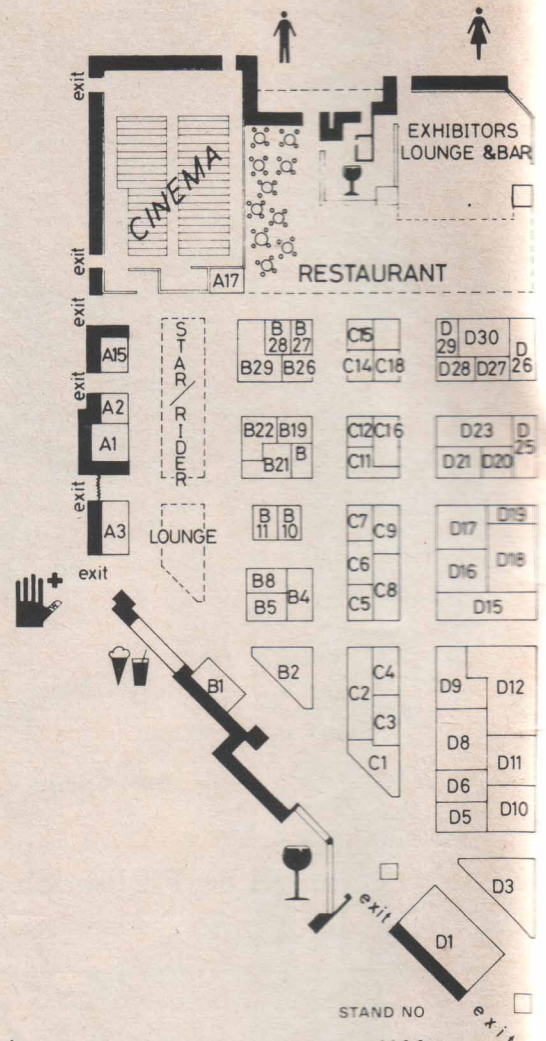 exit
CINEMA
EXHIBITORS
LOUNGE &BAR
exit
A17
RESTAURANT
exit
A15
STAR/RIDER
B28
B27
B29
B26
C15
C14
C18
D29
D30
D28
D27
D26
exit
A2
A1
B22
B19
B21
B
C12
C16
C11
D23
D25
D21
D20
exit
A3
LOUNGE
B11
B10
C7
C9
C6
D17
D19
D16
D18
exit
B8
B5
B4
C5
C8
D15
B1
B2
C2
C4
C3
C1
D9
D12
D8
D11
D6
D5
D10
exit
D3
D1
STAND NO
exit